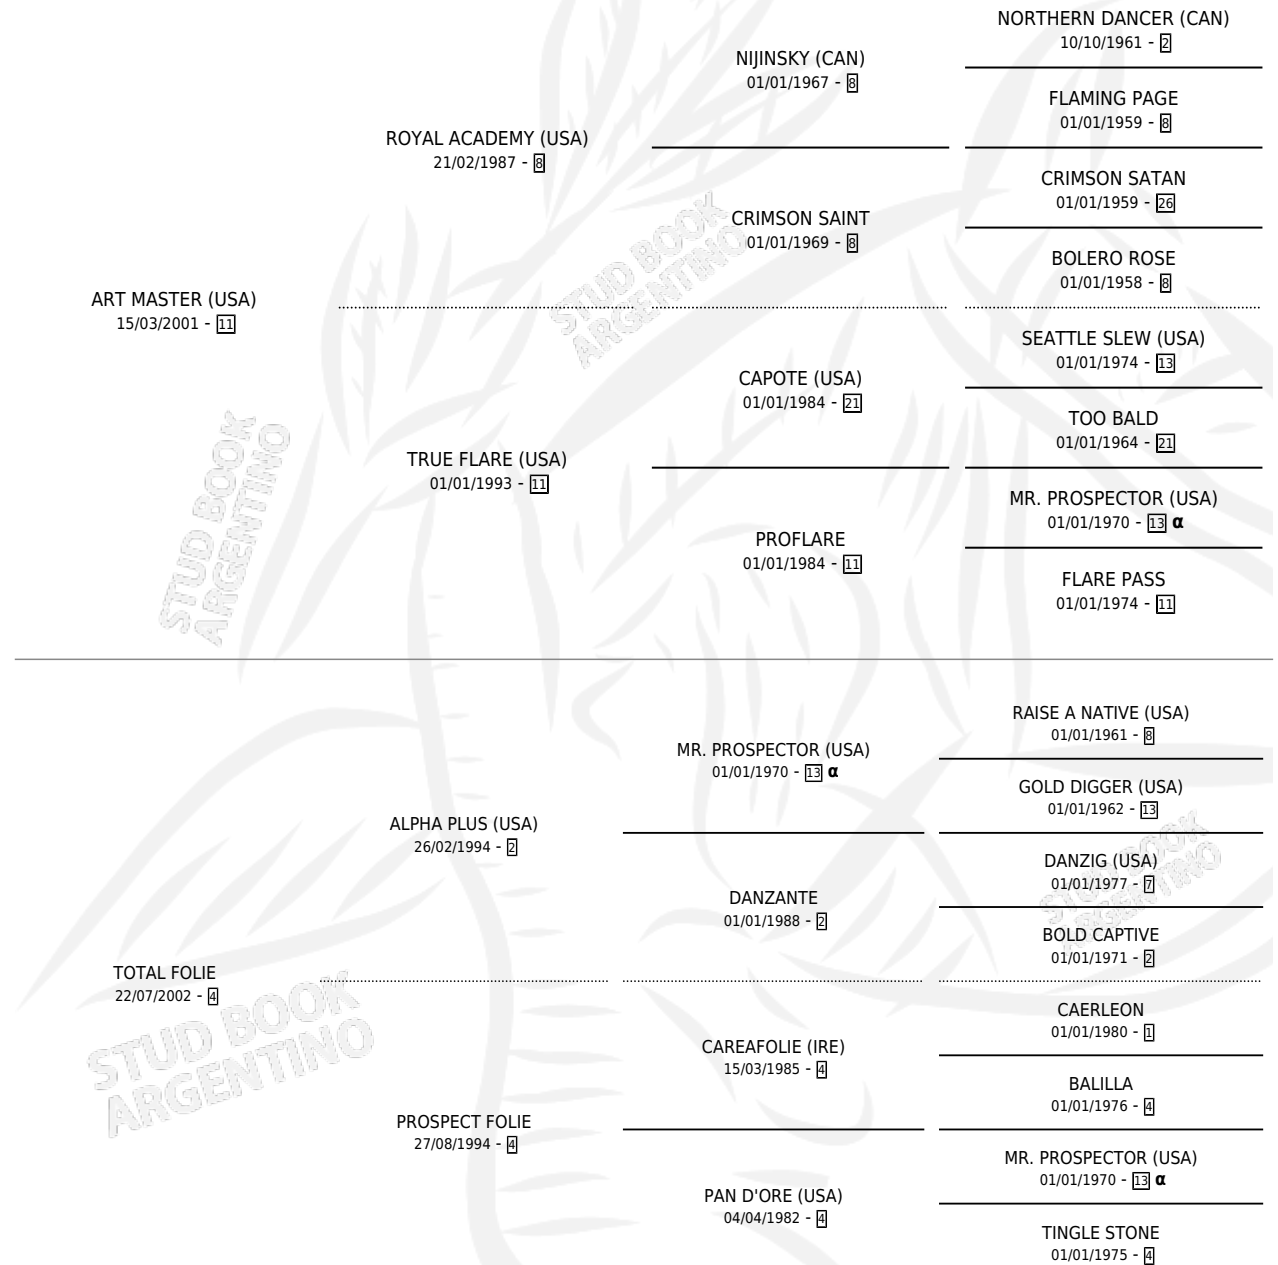 NORTHERN DANCER (CAN)
10/10/1961 - 2
NIJINSKY (CAN)
01/01/1967 - 8
FLAMING PAGE
01/01/1959 - 8
ROYAL ACADEMY (USA)
21/02/1987 - 8
CRIMSON SATAN
01/01/1959 - 26
CRIMSON SAINT
01/01/1969 - 8
BOLERO ROSE
01/01/1958 - 8
STUD BOOK
ARGENTINO
ART MASTER (USA)
15/03/2001 - 11
SEATTLE SLEW (USA)
01/01/1974 - 13
CAPOTE (USA)
01/01/1984 - 21
TOO BALD
01/01/1964 - 21
TRUE FLARE (USA)
01/01/1993 - 11
MR. PROSPECTOR (USA)
01/01/1970 - 13 α
PROFLARE
01/01/1984 - 11
FLARE PASS
01/01/1974 - 11
STUD BOOK
ARGENTINO
RAISE A NATIVE (USA)
01/01/1961 - 8
MR. PROSPECTOR (USA)
01/01/1970 - 13 α
GOLD DIGGER (USA)
01/01/1962 - 13
ALPHA PLUS (USA)
26/02/1994 - 2
DANZIG (USA)
01/01/1977 - 7
DANZANTE
01/01/1988 - 2
BOLD CAPTIVE
01/01/1971 - 2
STUD BOOK
ARGENTINO
TOTAL FOLIE
22/07/2002 - 4
CAERLEON
01/01/1980 - 1
CAREAFOLIE (IRE)
15/03/1985 - 4
BALILLA
01/01/1976 - 4
PROSPECT FOLIE
27/08/1994 - 4
MR. PROSPECTOR (USA)
01/01/1970 - 13 α
PAN D'ORE (USA)
04/04/1982 - 4
TINGLE STONE
01/01/1975 - 4
STUD BOOK
ARGENTINO